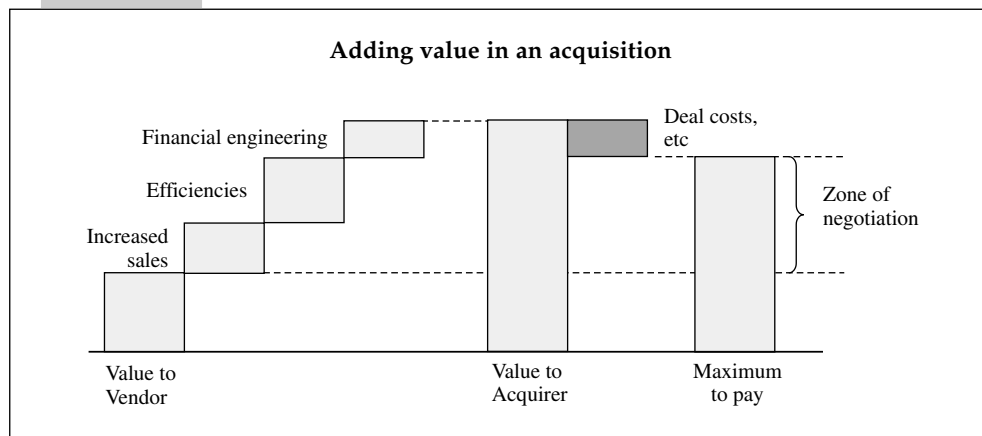 Adding value in an acquisition
Financial engineering
Deal costs,
etc
Efficiencies
Zone of
negotiation
Increased
sales
Value to
Vendor
Value to
Acquirer
Maximum
to pay